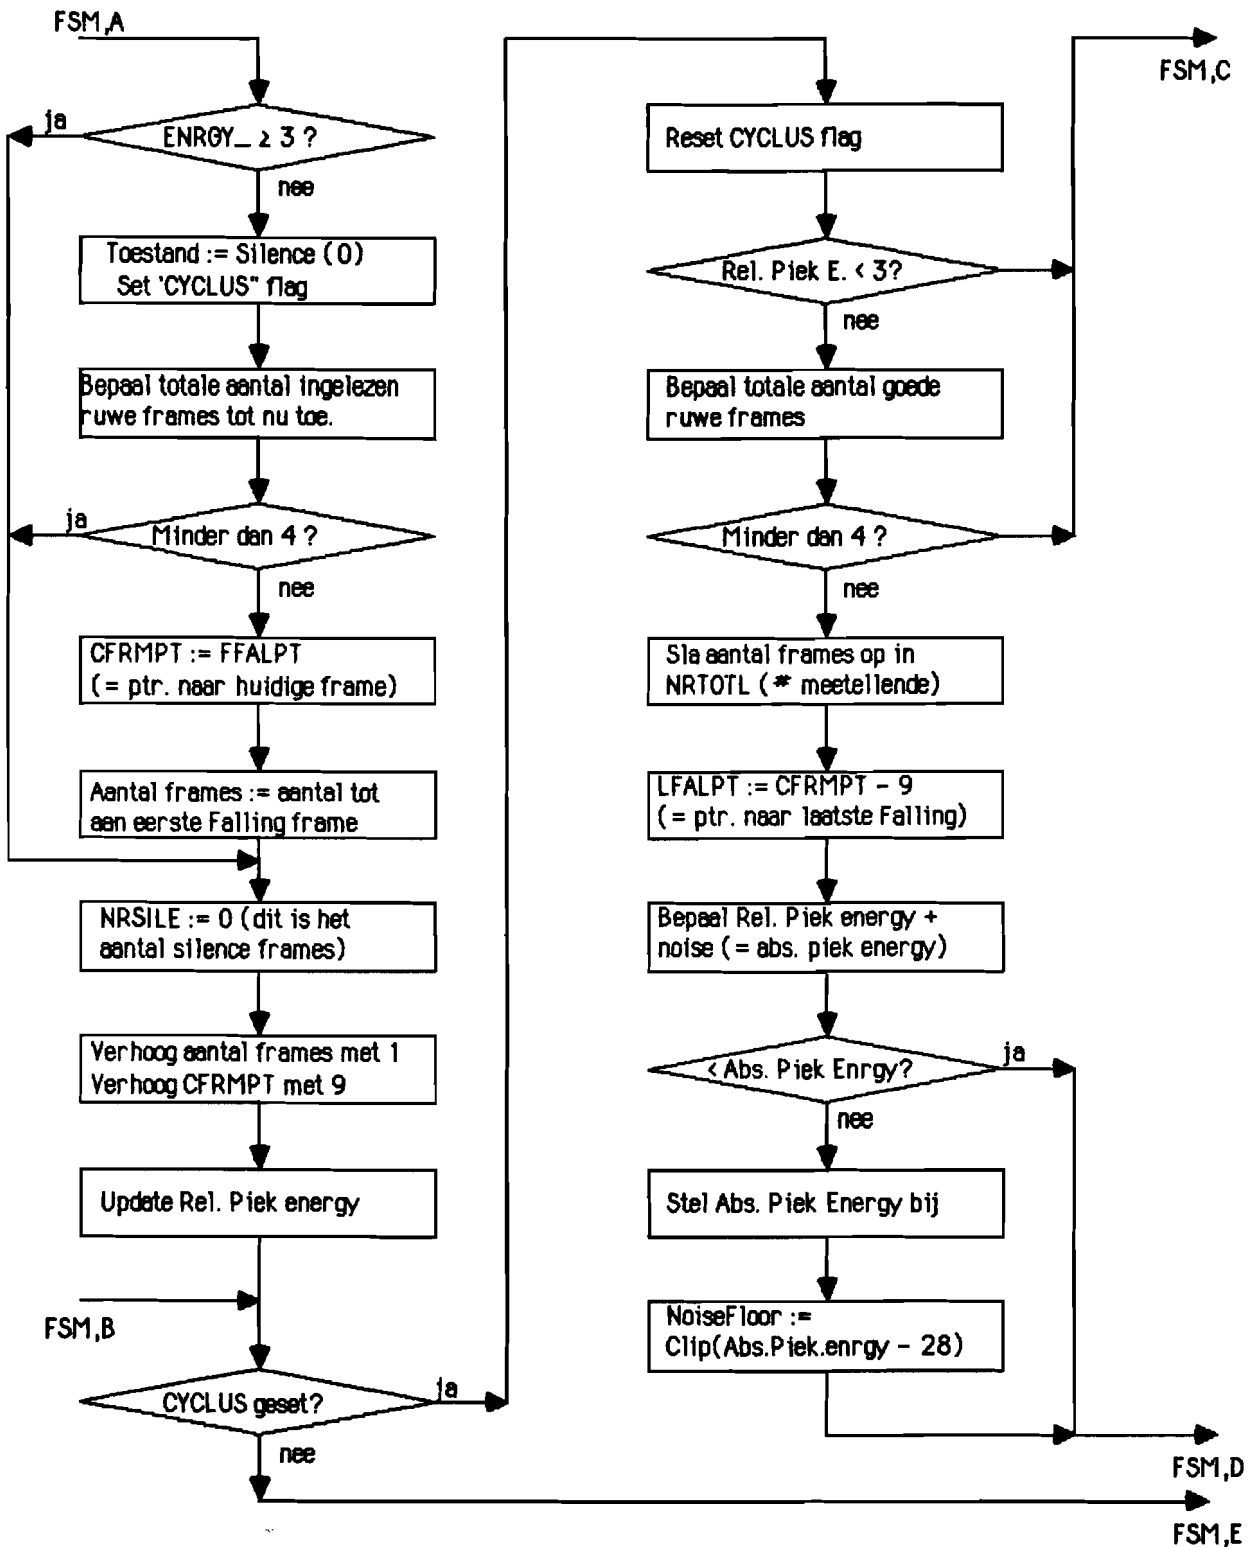 FSM,A
ja
ENRGY_ ≥ 3 ?
nee
Toestand := Silence (0)
Set 'CYCLUS" flag
Bepaal totale aantal ingelezen
ruwe frames tot nu toe.
ja
Minder dan 4 ?
nee
CFRMPT := FFALPT
(= ptr. naar huidige frame)
Aantal frames := aantal tot
aan eerste Falling frame
NRSILE := 0 (dit is het
aantal silence frames)
Verhoog aantal frames met 1
Verhoog CFRMPT met 9
Update Rel. Piek energy
FSM,B
CYCLUS geset?
ja
nee
FSM,C
Reset CYCLUS flag
Rel. Piek E. < 3?
nee
Bepaal totale aantal goede
ruwe frames
Minder dan 4 ?
nee
Sla aantal frames op in
NRTOTL (# meetellende)
LFALPT := CFRMPT - 9
(= ptr. naar laatste Falling)
Bepaal Rel. Piek energy +
noise (= abs. piek energy)
< Abs. Piek Enrgy?
ja
nee
Stel Abs. Piek Energy bij
NoiseFloor :=
Clip(Abs.Piek.enrgy - 28)
FSM,D
FSM,E